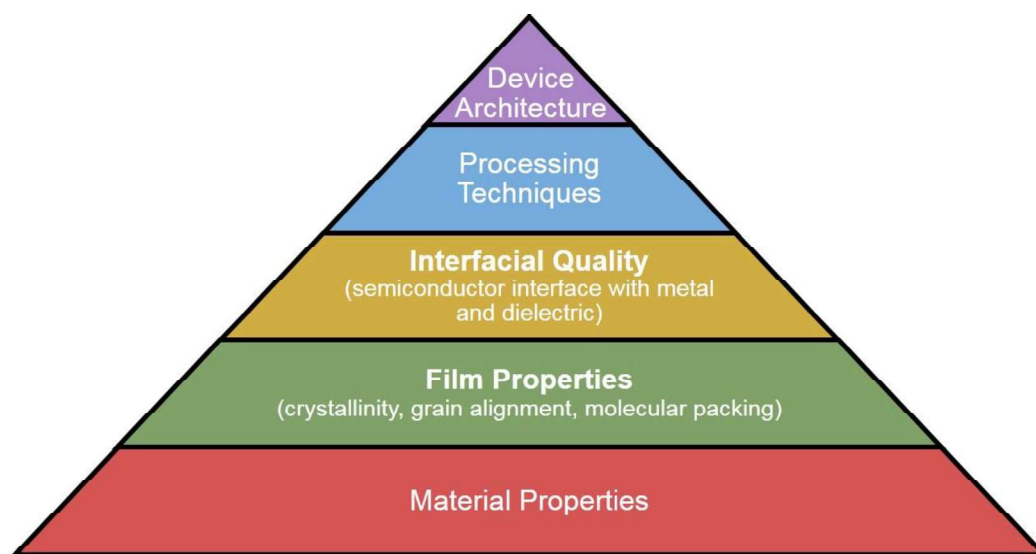 Device
Architecture
Processing
Techniques
Interfacial Quality
(semiconductor interface with metal
and dielectric)
Film Properties
(crystallinity, grain alignment, molecular packing)
Material Properties